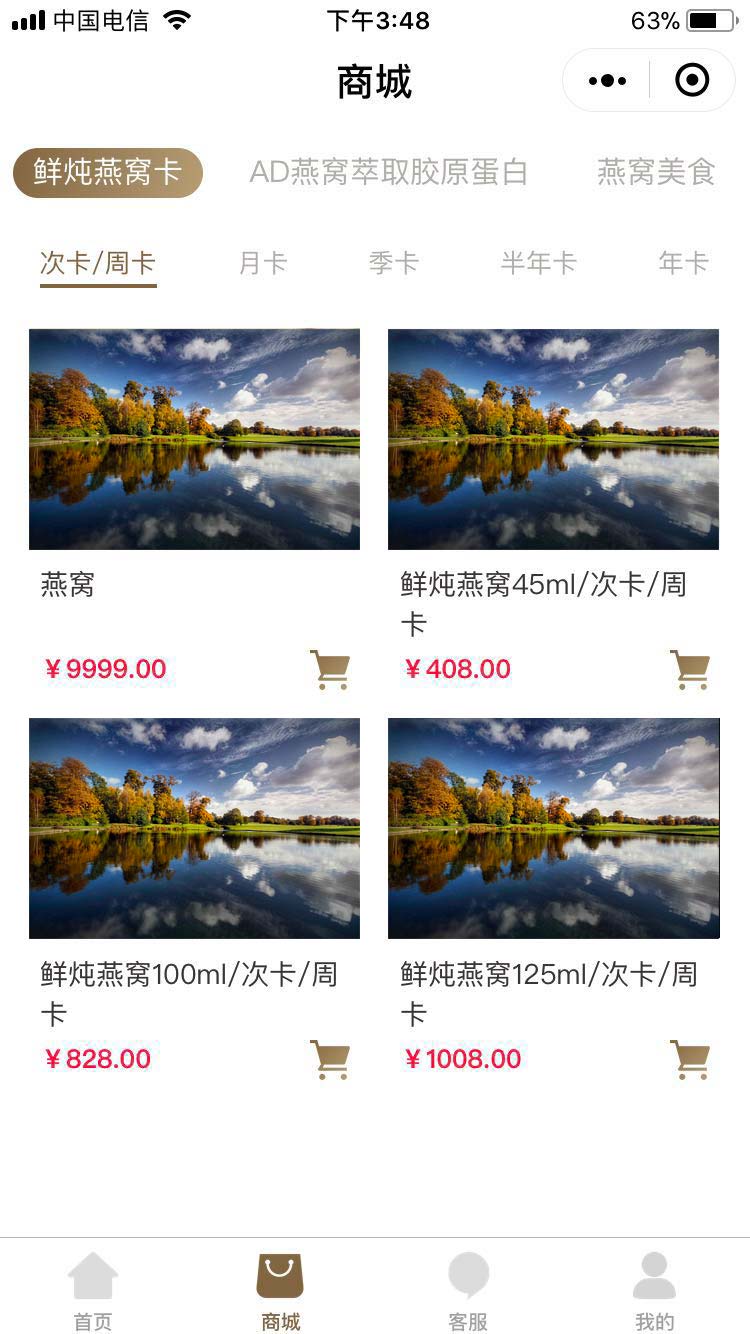 中国电信 下午3:48 63%
商城
鲜炖燕窝卡 AD燕窝萃取胶原蛋白 燕窝美食
次卡/周卡 月卡 季卡 半年卡 年卡
燕窝
¥9999.00
鲜炖燕窝45ml/次卡/周
卡
¥408.00
鲜炖燕窝100ml/次卡/周
卡
¥828.00
鲜炖燕窝125ml/次卡/周
卡
¥1008.00
首页 商城 客服 我的